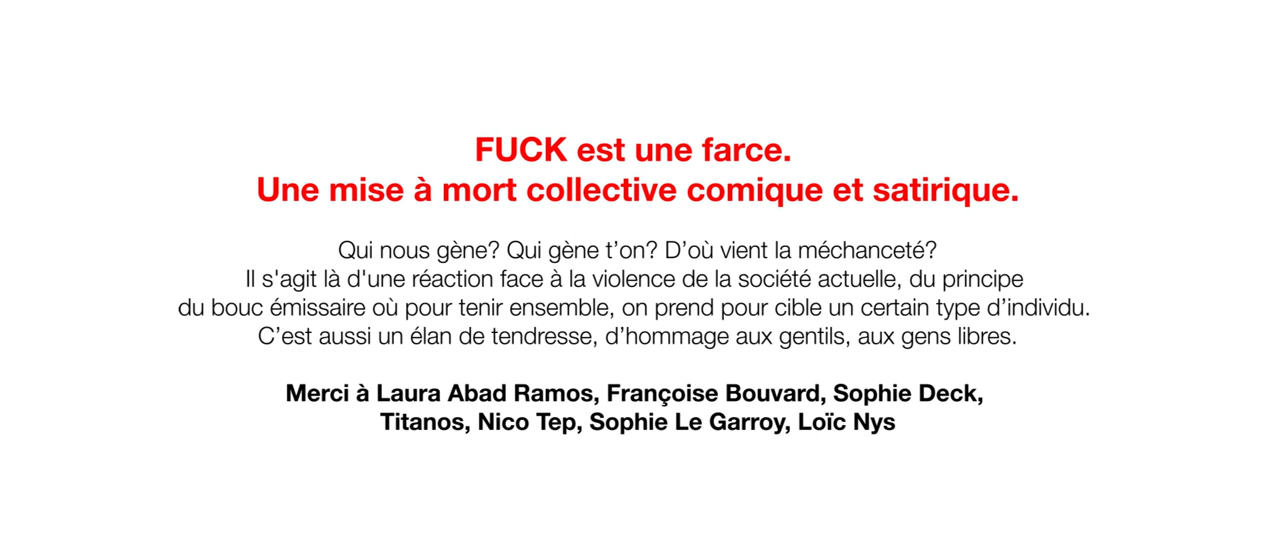 FUCK est une farce.
Une mise à mort collective comique et satirique.
Qui nous gène? Qui gène t’on? D’où vient la méchanceté?
Il s'agit là d'une réaction face à la violence de la société actuelle, du principe
du bouc émissaire où pour tenir ensemble, on prend pour cible un certain type d’individu.
C’est aussi un élan de tendresse, d’hommage aux gentils, aux gens libres.
Merci à Laura Abad Ramos, Françoise Bouvard, Sophie Deck,
Titanos, Nico Tep, Sophie Le Garroy, Loïc Nys